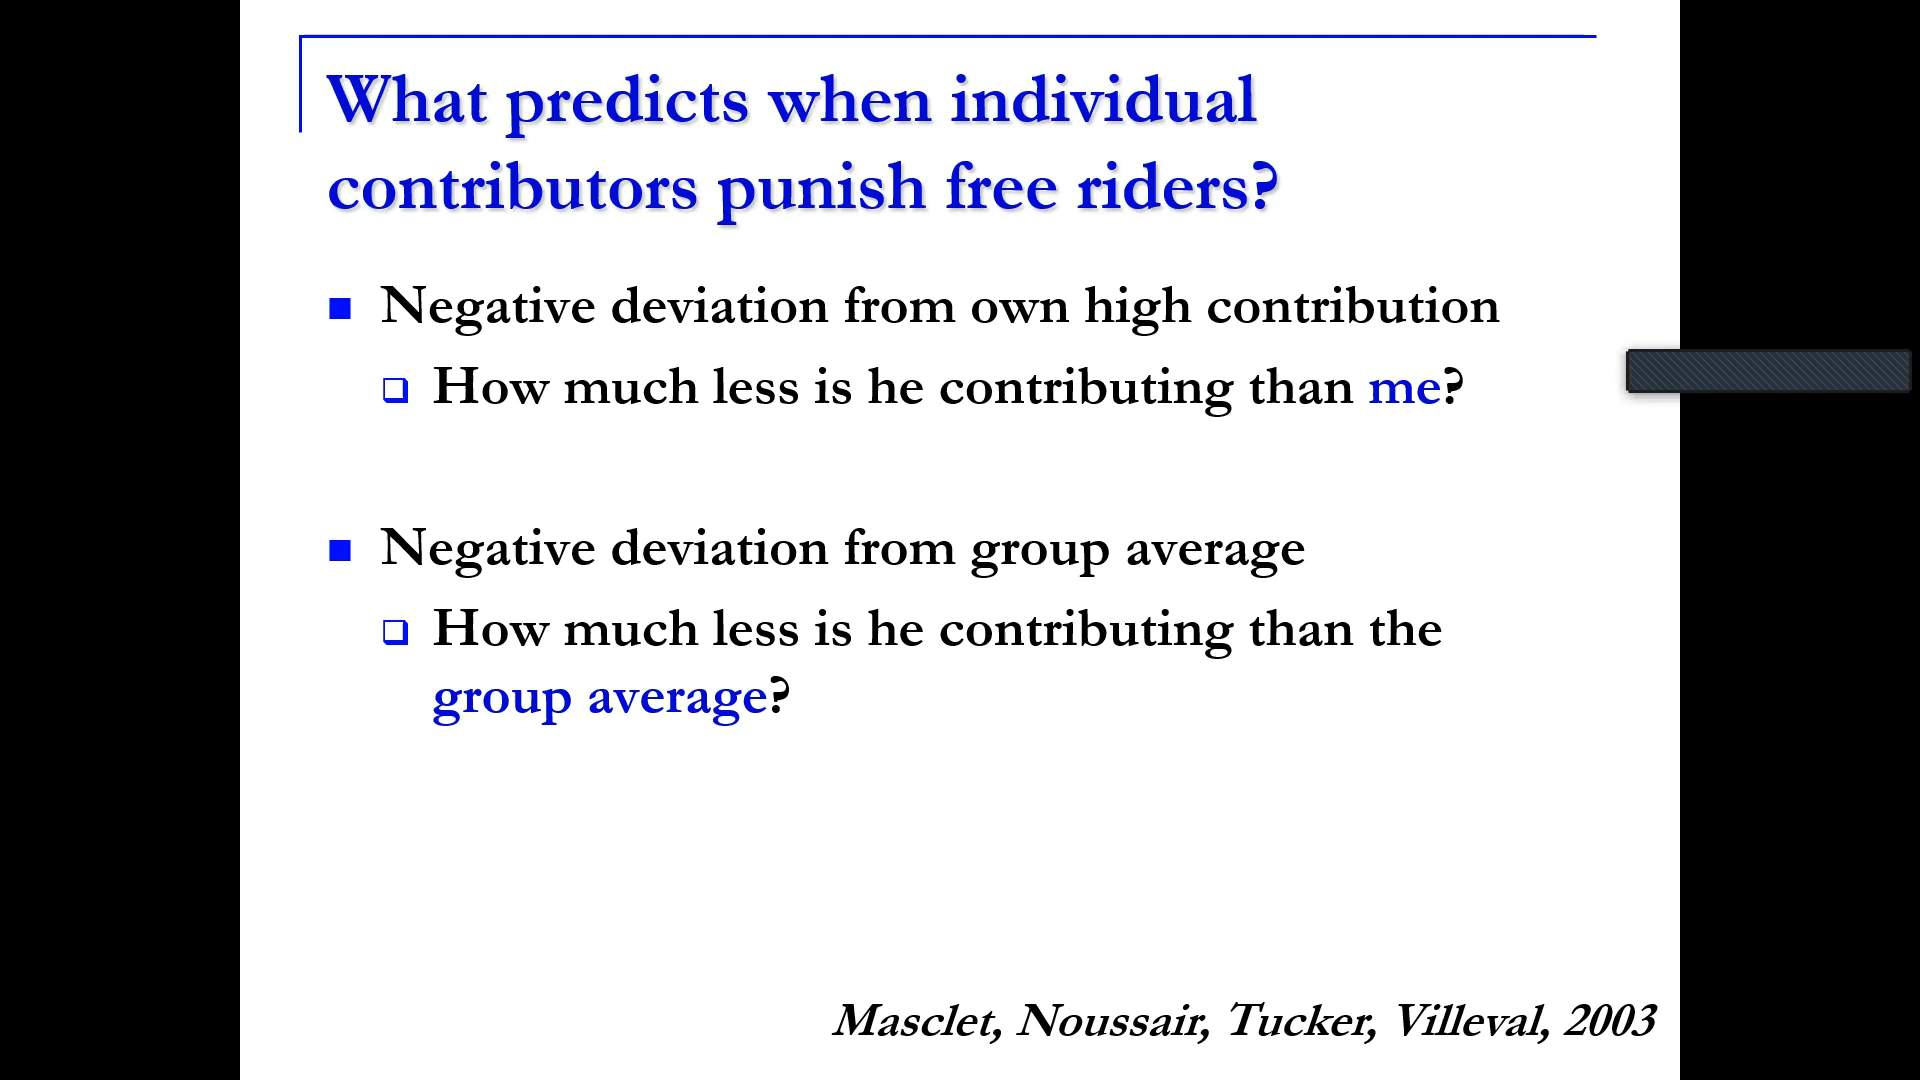 What predicts when individual
contributors punish free riders?
Negative deviation from own high contribution
How much less is he contributing than me?
Negative deviation from group average
How much less is he contributing than the
group average?
Masclet, Noussair, Tucker, Villeval, 2003